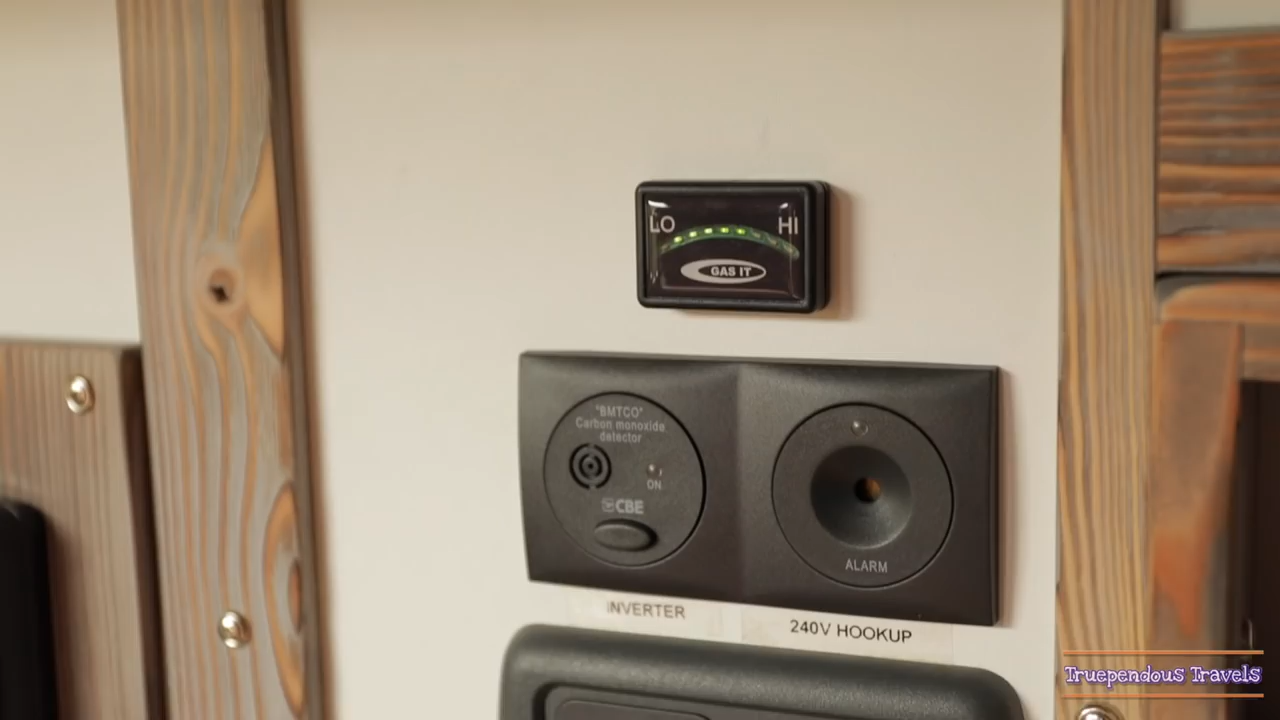 LO HI
GAS IT
"BMTCO"
Carbon monoxide
detector
ON
CBE
ALARM
INVERTER
240V HOOKUP
Truependous Travels